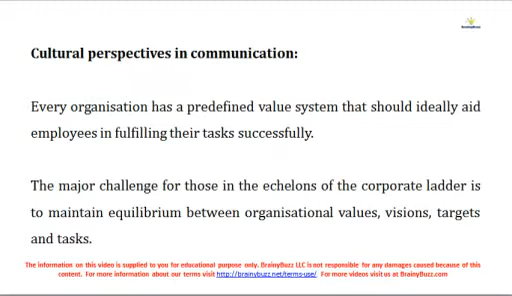 BrainyBuzz
Cultural perspectives in communication:
Every organisation has a predefined value system that should ideally aid
employees in fulfilling their tasks successfully.
The major challenge for those in the echelons of the corporate ladder is
to maintain equilibrium between organisational values, visions, targets
and tasks.
The information on this video is supplied to you for educational purpose only. BrainyBuzz LLC is not responsible for any damages caused because of this
content. For more information about our terms visit http://brainybuzz.net/terms-use/. For more videos visit us at BrainyBuzz.com